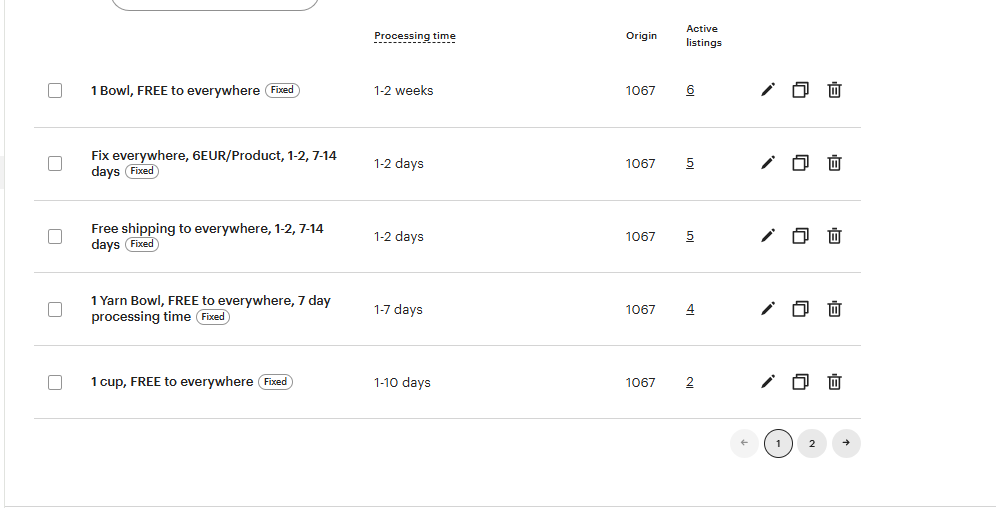 Processing time Origin Active
listings
1 Bowl, FREE to everywhere Fixed 1-2 weeks 1067 6
Fix everywhere, 6EUR/Product, 1-2, 7-14
days Fixed 1-2 days 1067 5
Free shipping to everywhere, 1-2, 7-14
days Fixed 1-2 days 1067 5
1 Yarn Bowl, FREE to everywhere, 7 day
processing time Fixed 1-7 days 1067 4
1 cup, FREE to everywhere Fixed 1-10 days 1067 2
1 2